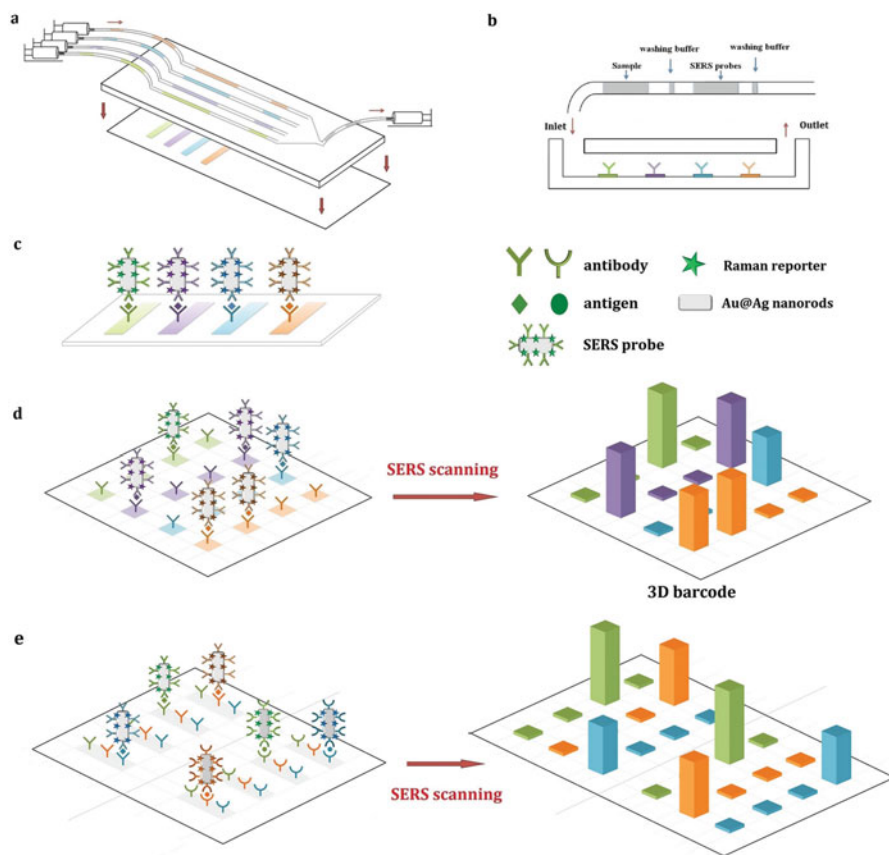 a
b
washing buffer
washing buffer
Sample
SERS probes
Inlet
Outlet
c
antibody
Raman reporter
antigen
Au@Ag nanorods
SERS probe
d
SERS scanning
3D barcode
e
SERS scanning